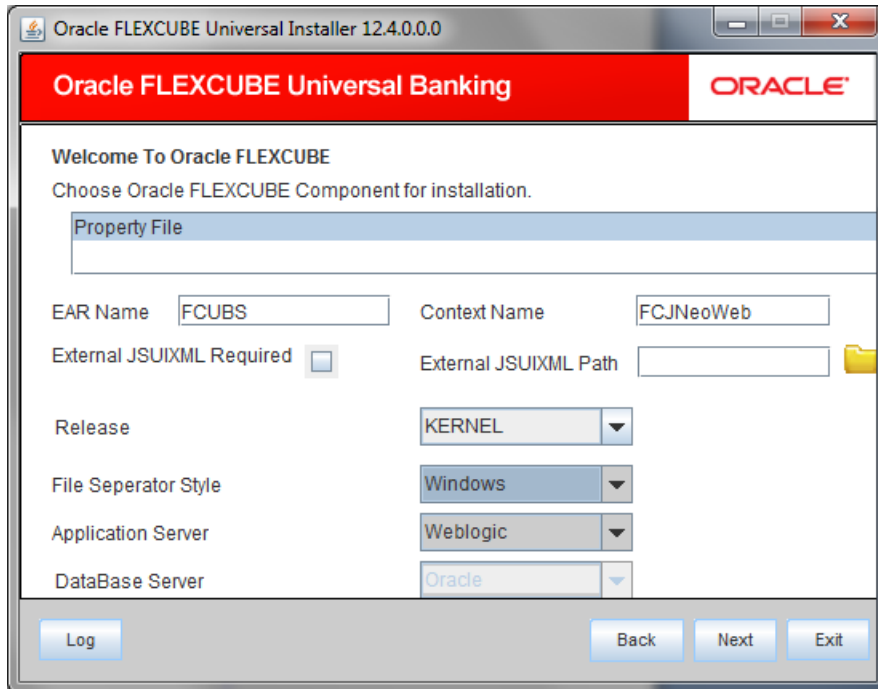 Oracle FLEXCUBE Universal Installer 12.4.0.0.0
Oracle FLEXCUBE Universal Banking
ORACLE
Welcome To Oracle FLEXCUBE
Choose Oracle FLEXCUBE Component for installation.
Property File
EAR Name FCUBS Context Name FCJNeoWeb
External JSUIXML Required External JSUIXML Path
Release KERNEL
File Seperator Style Windows
Application Server Weblogic
DataBase Server Oracle
Log Back Next Exit